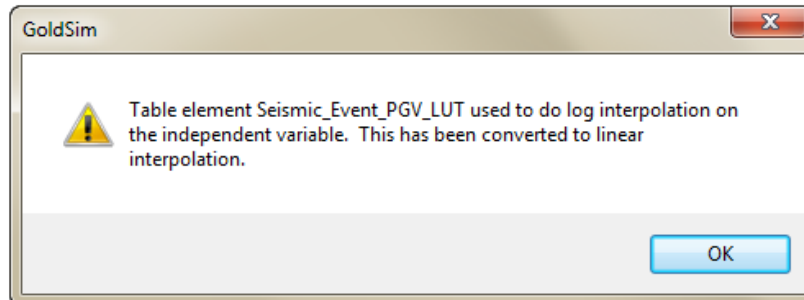 GoldSim
Table element Seismic_Event_PGV_LUT used to do log interpolation on
the independent variable.  This has been converted to linear
interpolation.
OK